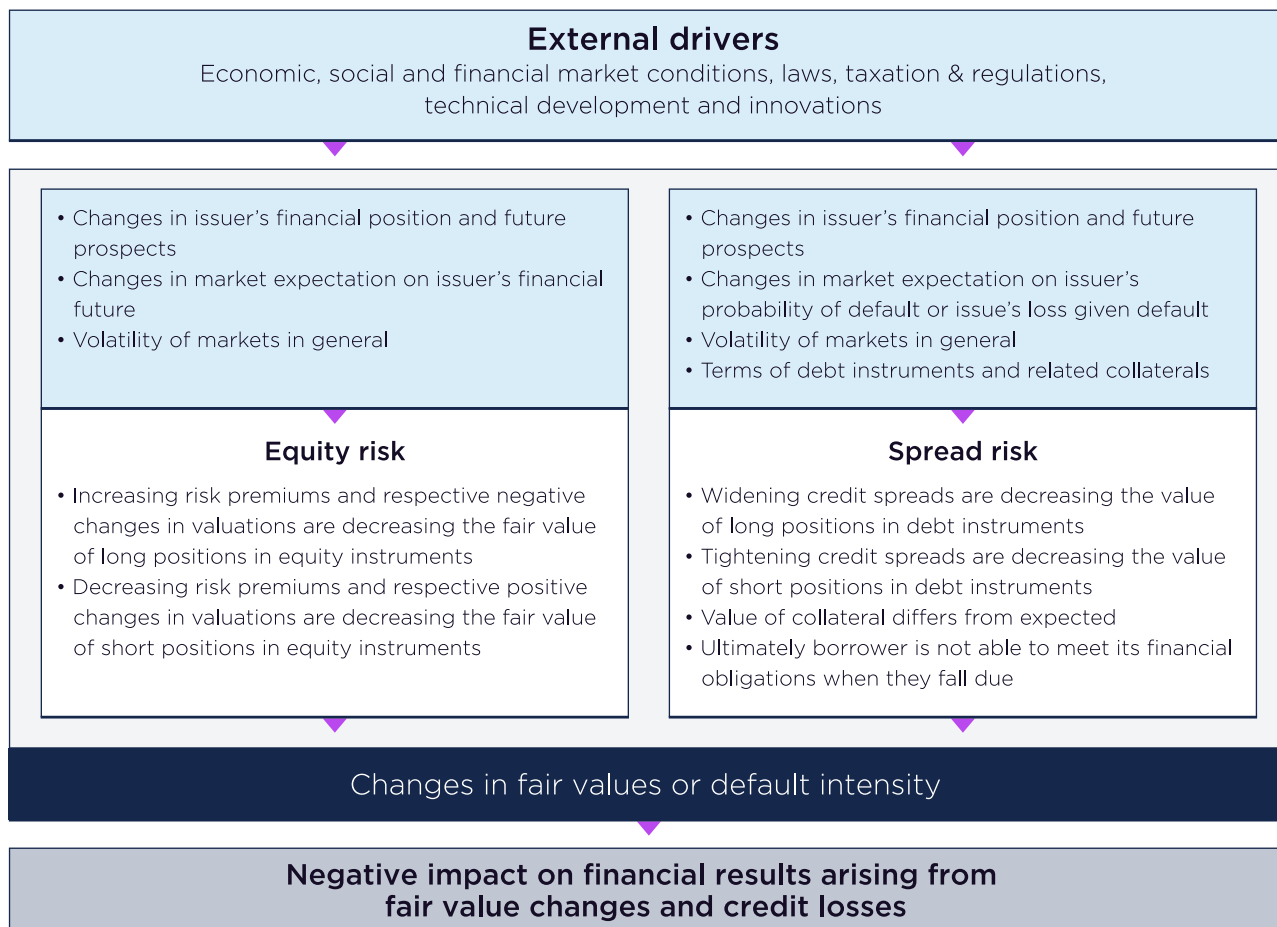 External drivers
Economic, social and financial market conditions, laws, taxation & regulations,
technical development and innovations
• Changes in issuer's financial position and future
prospects
• Changes in market expectation on issuer's financial
future
• Volatility of markets in general
Equity risk
• Increasing risk premiums and respective negative
changes in valuations are decreasing the fair value
of long positions in equity instruments
• Decreasing risk premiums and respective positive
changes in valuations are decreasing the fair value
of short positions in equity instruments
• Changes in issuer's financial position and future
prospects
• Changes in market expectation on issuer's
probability of default or issue's loss given default
• Volatility of markets in general
• Terms of debt instruments and related collaterals
Spread risk
• Widening credit spreads are decreasing the value
of long positions in debt instruments
• Tightening credit spreads are decreasing the value
of short positions in debt instruments
• Value of collateral differs from expected
• Ultimately borrower is not able to meet its financial
obligations when they fall due
Changes in fair values or default intensity
Negative impact on financial results arising from
fair value changes and credit losses